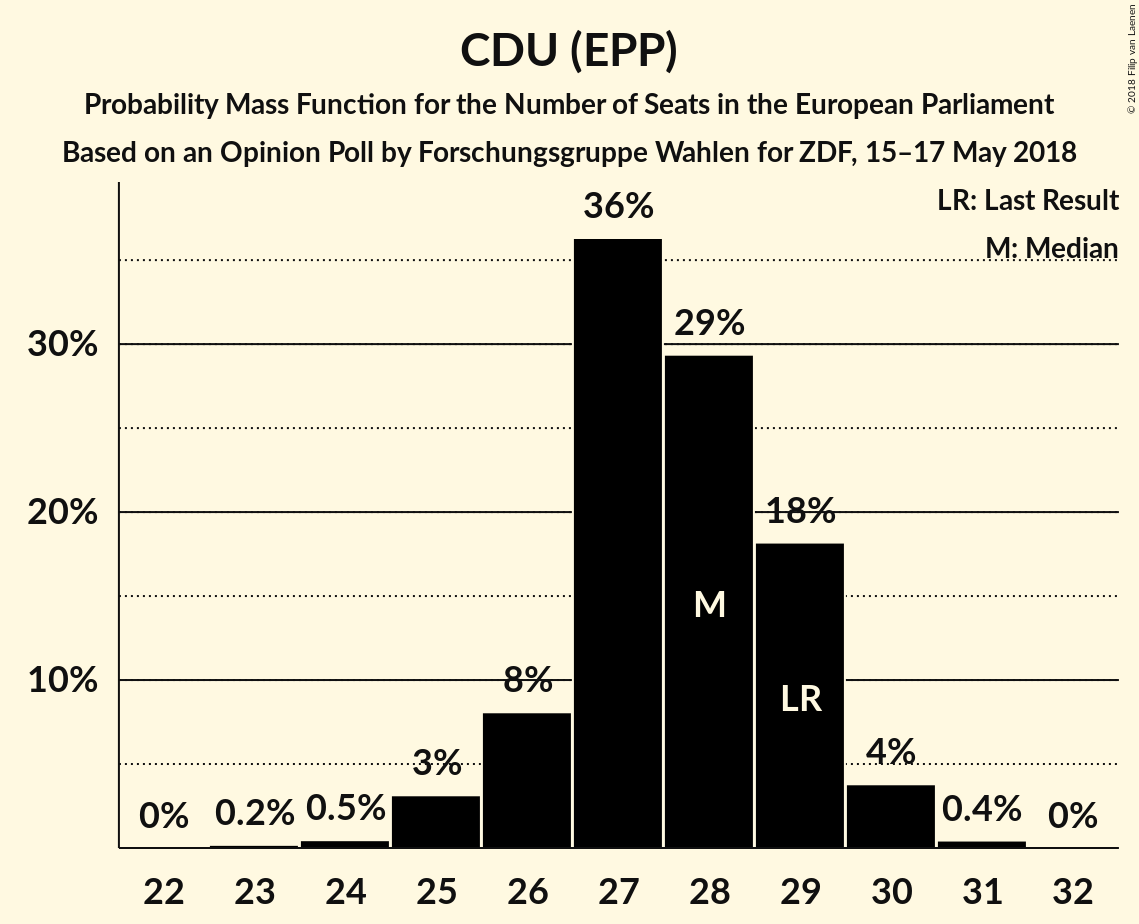 CDU (EPP)
Probability Mass Function for the Number of Seats in the European Parliament
Based on an Opinion Poll by Forschungsgruppe Wahlen for ZDF, 15–17 May 2018
© 2018 Filip van Laenen
LR: Last Result
M: Median
36%
29%
30%
18%
20%
M
8%
10%
LR
3%
4%
0% 0.2% 0.5% 0.4% 0%
22 23 24 25 26 27 28 29 30 31 32